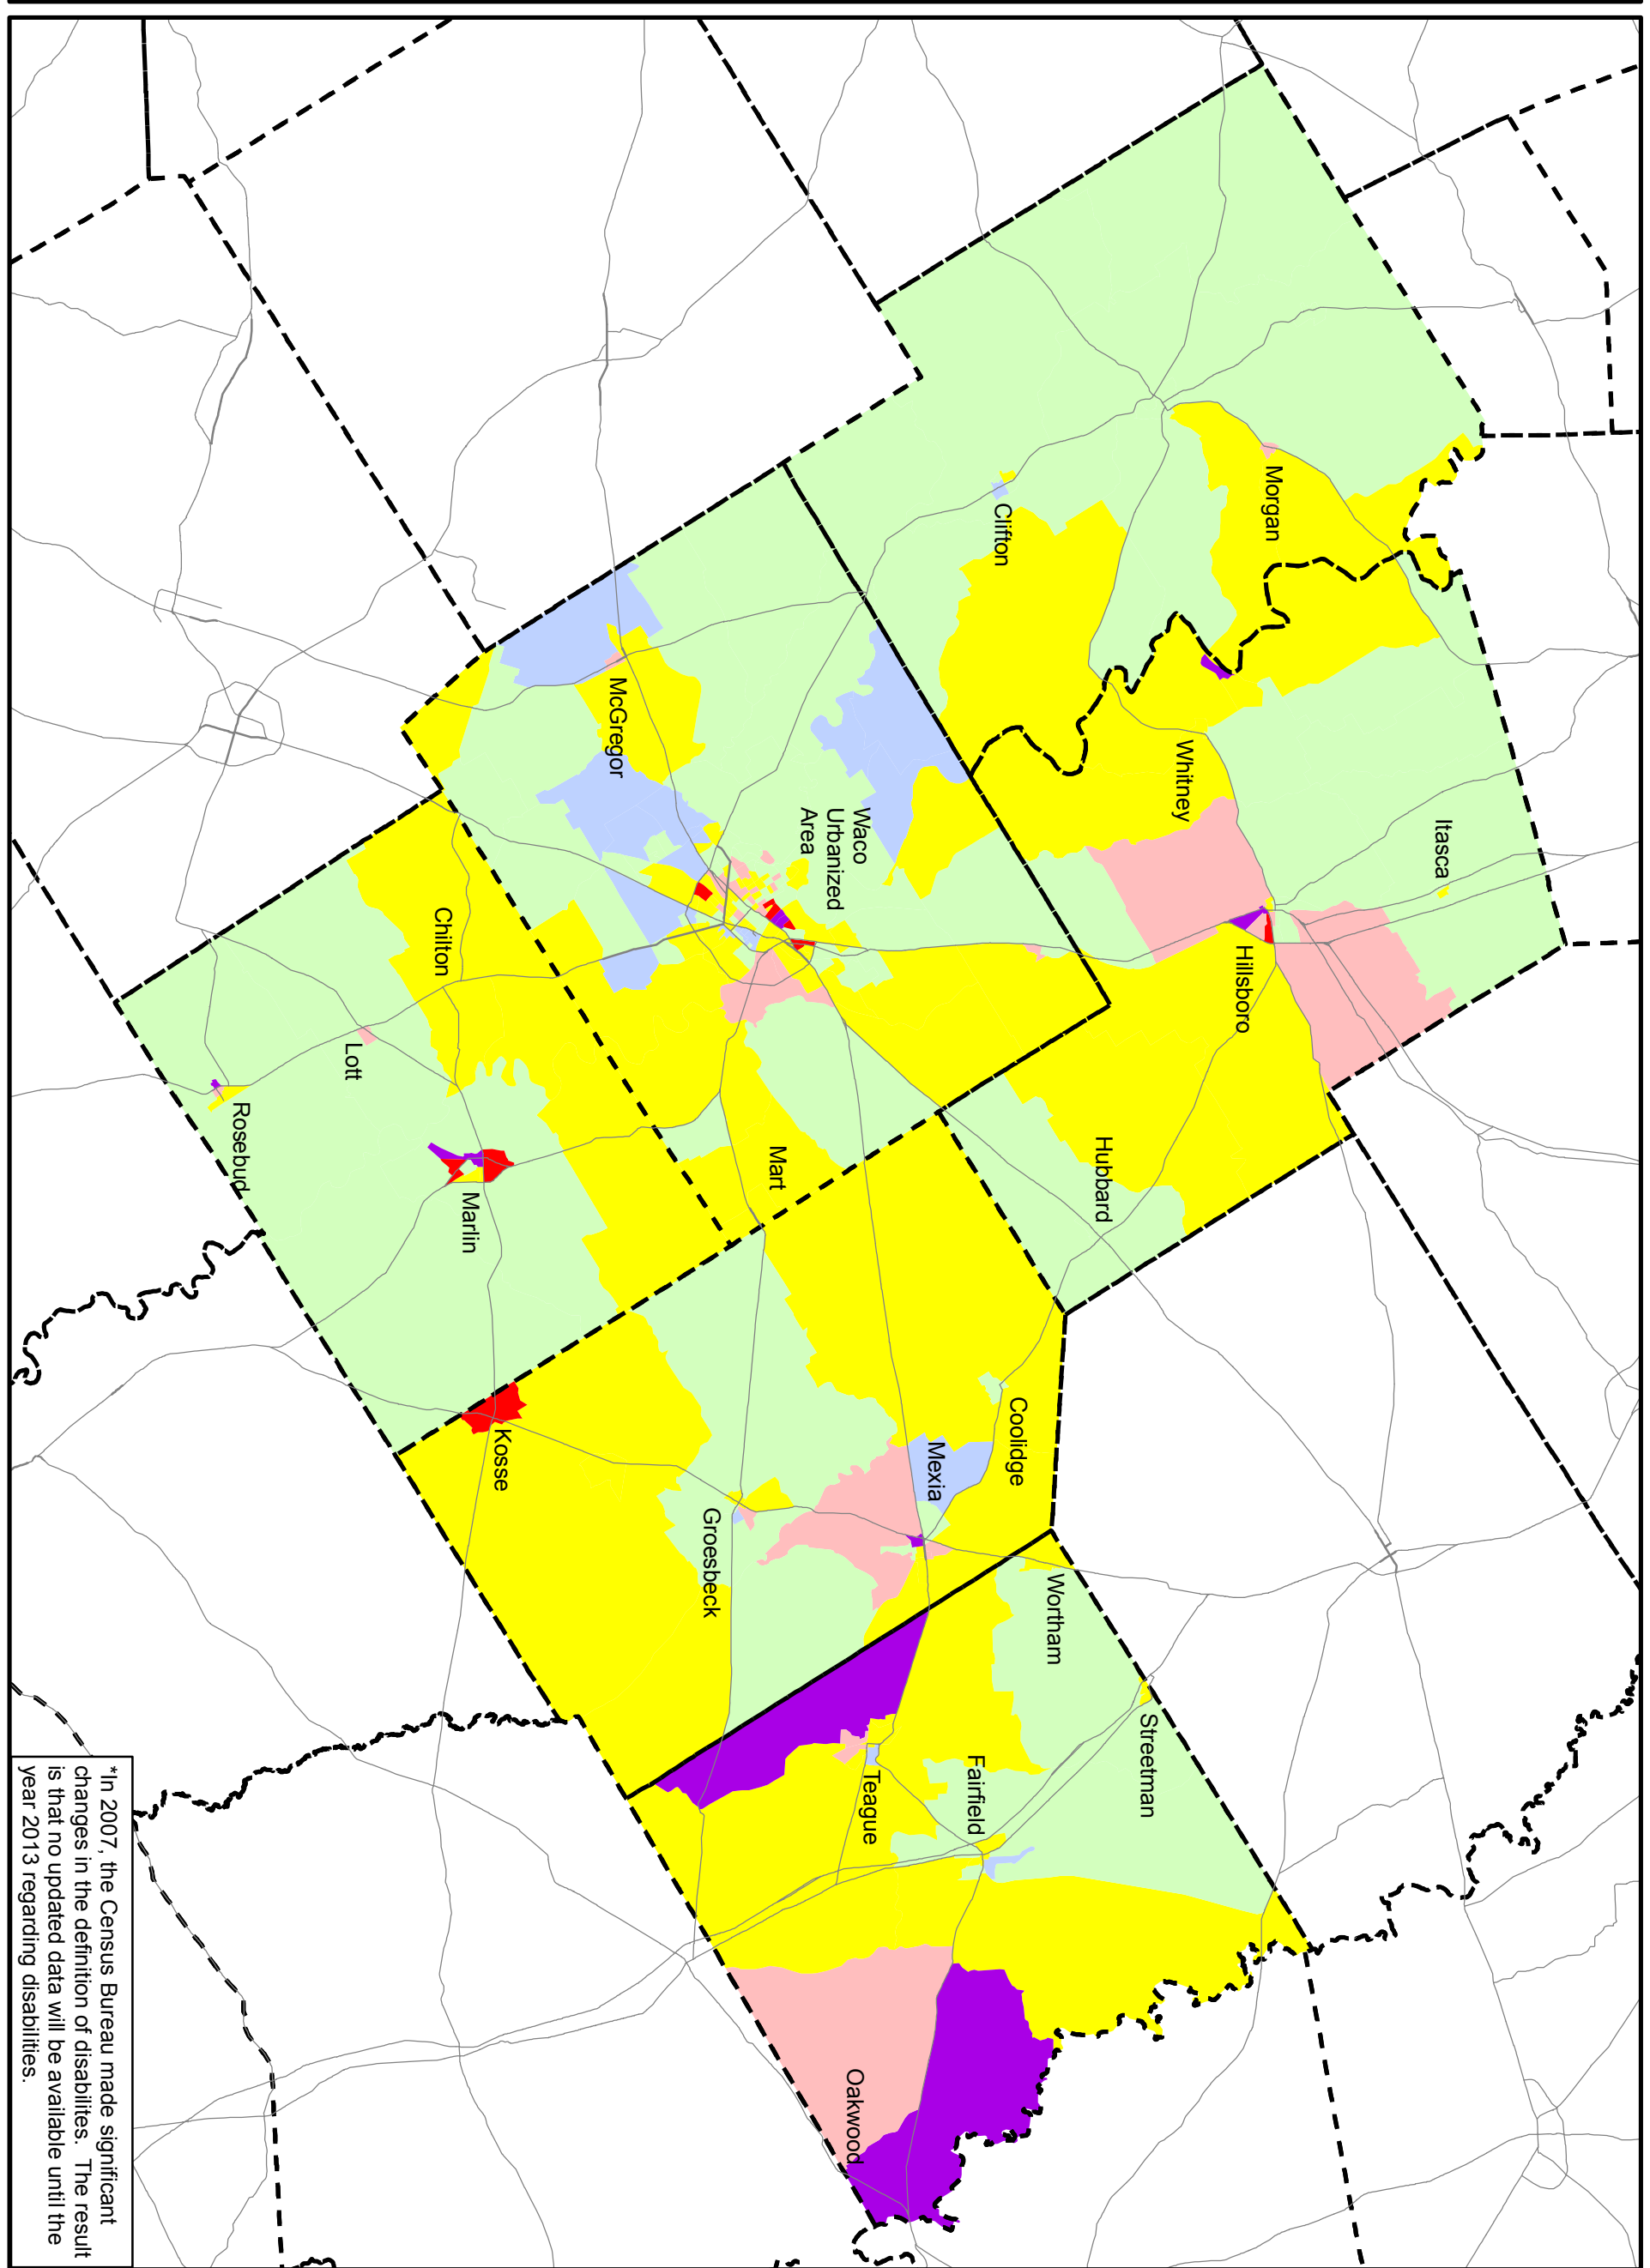 Itasca
Morgan
Hillsboro
Whitney
Streetman
Hubbard
Wortham
Coolidge
Clifton
Fairfield
Mexia
Teague
Waco
Urbanized
Area
Oakwood
Mart
Groesbeck
McGregor
Kosse
Marlin
Chilton
Lott
Rosebud
*In 2007, the Census Bureau made significant
changes in the definition of disabilites. The result
is that no updated data will be available until the
year 2013 regarding disabilities.